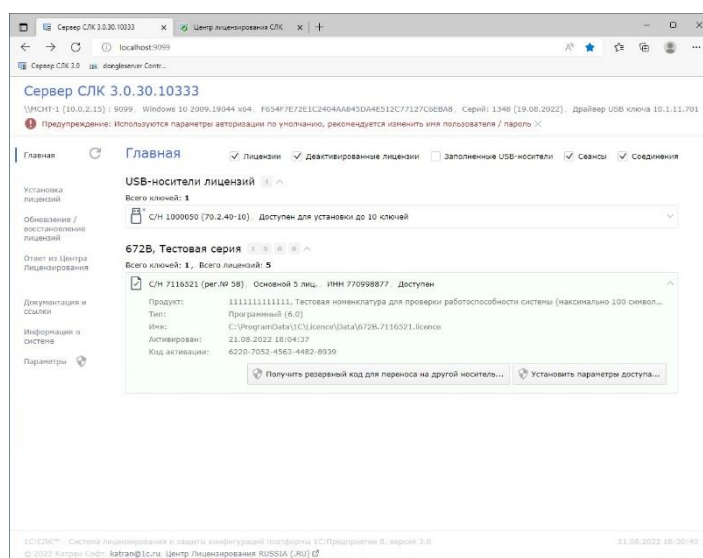 Сервер СЛК 3.0.30.10333
Центр лицензирования СЛК
localhost:9099
Сервер СЛК 3.0
dongleserver Contr...
Сервер СЛК 3.0.30.10333
(10.0.2.15) : 9099, Windows 10 2009.19044 x64, Серий: 1348 (19.08.2022), Драйвер USB ключа 10.1.11.701
Предупреждение: Используются параметры авторизации по умолчанию, рекомендуется изменить имя пользователя / пароль
Главная
Установка лицензий
Обновление / восстановление лицензий
Ответ из Центра Лицензирования
Документация и ссылки
Информация о системе
Параметры
Главная
Лицензии Деактивированные лицензии Заполненные USB-носители Сеансы Соединения
USB-носители лицензий 1
Всего ключей: 1
С/Н 1000050 (70.2.40-10), Доступен для установки до 10 ключей
672B, Тестовая серия 1 5 0 0
Всего ключей: 1, Всего лицензий: 5
С/Н 7116521 (рег.№ 58) Основной 5 лиц., ИНН 770998877, Доступен
Продукт: 1111111111111, Тестовая номенклатура для проверки работоспособности системы (максимально 100 символ...
Тип: Программный (6.0)
Имя: C:\ProgramData\1C\Licence\Data\672B.7116521.licence
Активирован: 21.08.2022 18:04:37
Код активации: 6220-7052-4563-4482-8939
Получить резервный код для переноса на другой носитель...
Установить параметры доступа...
1С:СЛК™ - Система лицензирования и защиты конфигураций платформы 1С:Предприятие 8, версия 3.0
21.08.2022 18:30:40
© 2022 Катран Софт, katran@1c.ru, Центр Лицензирования RUSSIA (.RU)